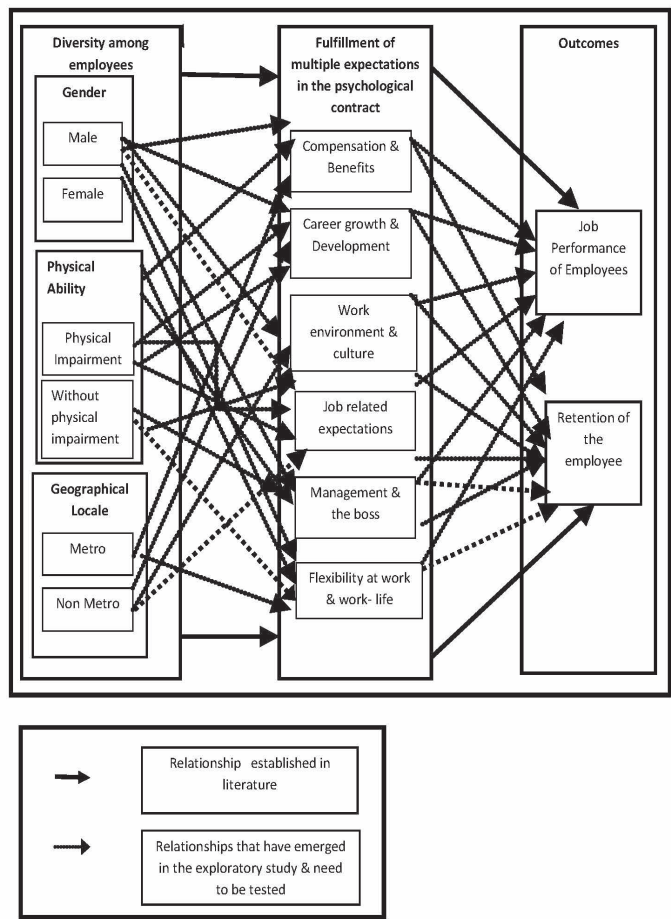 Diversity among
employees
Gender
Male
Female
Physical
Ability
Physical
Impairment
Without
physical
impairment
Geographical
Locale
Metro
Non Metro
Fulfillment of
multiple expectations
in the psychological
contract
Compensation &
Benefits
Career growth &
Development
Work
environment &
culture
Job related
expectations
Management &
the boss
Flexibility at work
& work- life
Outcomes
Job
Performance
of Employees
Retention of
the
employee
Relationship established in
literature
Relationships that have emerged
in the exploratory study & need
to be tested